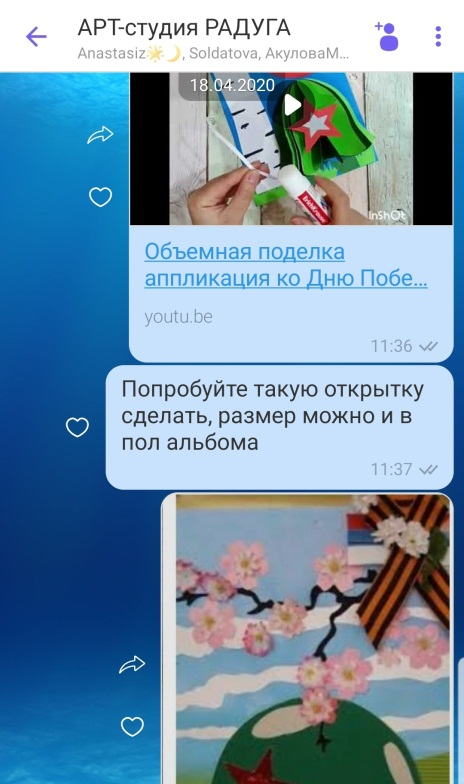 АРТ-студия РАДУГА
Anastasiz🌟🌙, Soldatova, АкуловаМ...
18.04.2020
ErichKrause
InShOt
Объемная поделка
аппликация ко Дню Побе...
youtu.be
11:36
Попробуйте такую открытку
сделать, размер можно и в
пол альбома
11:37